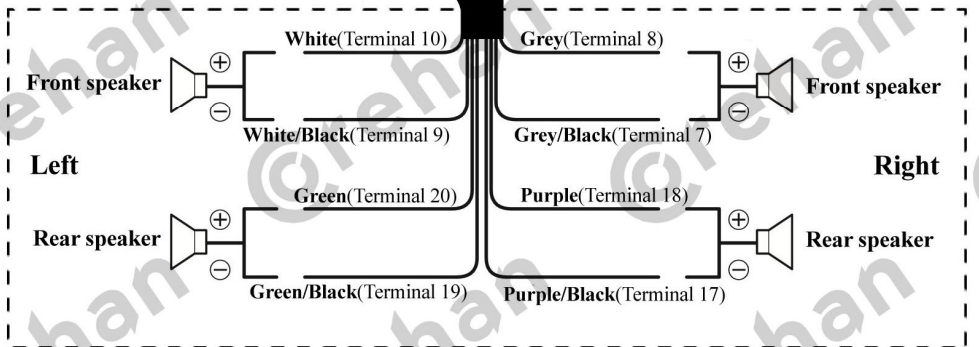 White(Terminal 10) Grey(Terminal 8)
Front speaker + + Front speaker
− −
White/Black(Terminal 9) Grey/Black(Terminal 7)
Left Right
Green(Terminal 20) Purple(Terminal 18)
Rear speaker + + Rear speaker
− −
Green/Black(Terminal 19) Purple/Black(Terminal 17)
©rehan